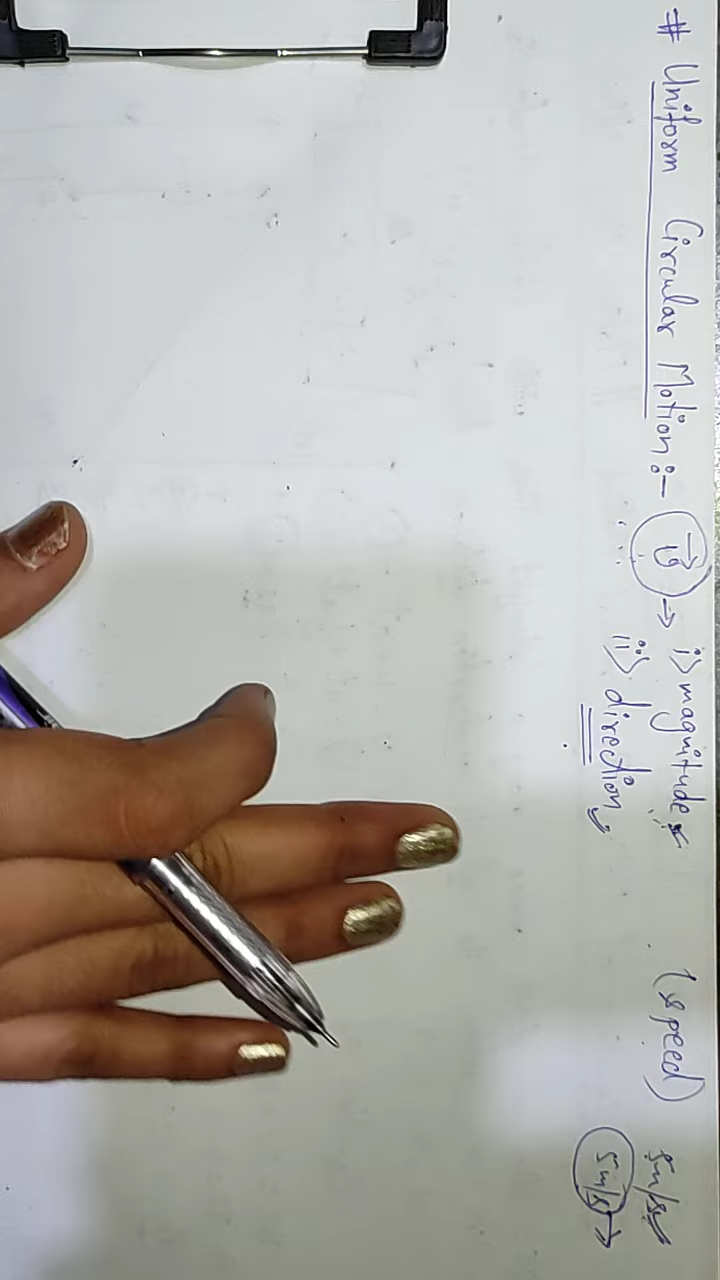 # Uniform Circular Motion :- v⃗ → i) magnitude (speed) 5m/s
ii) direction 5m/s →